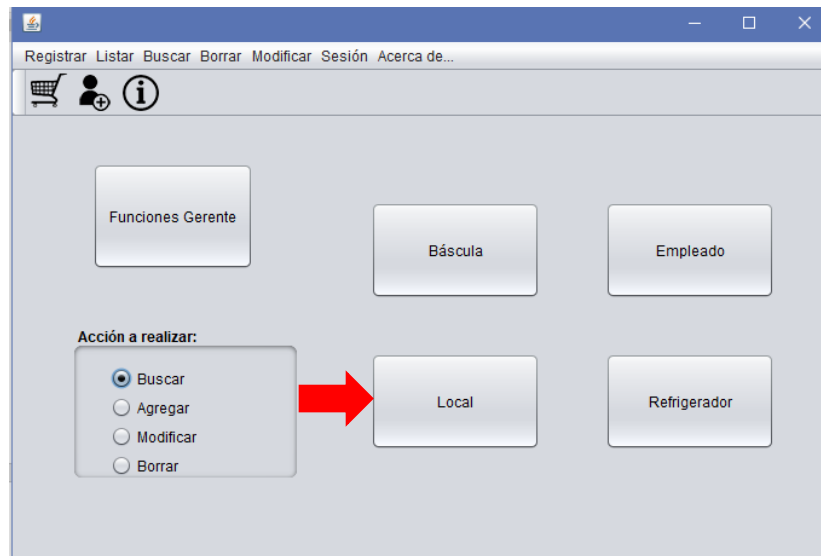 Registrar Listar Buscar Borrar Modificar Sesión Acerca de...
Funciones Gerente
Báscula
Empleado
Acción a realizar:
Buscar
Agregar
Modificar
Borrar
Local
Refrigerador